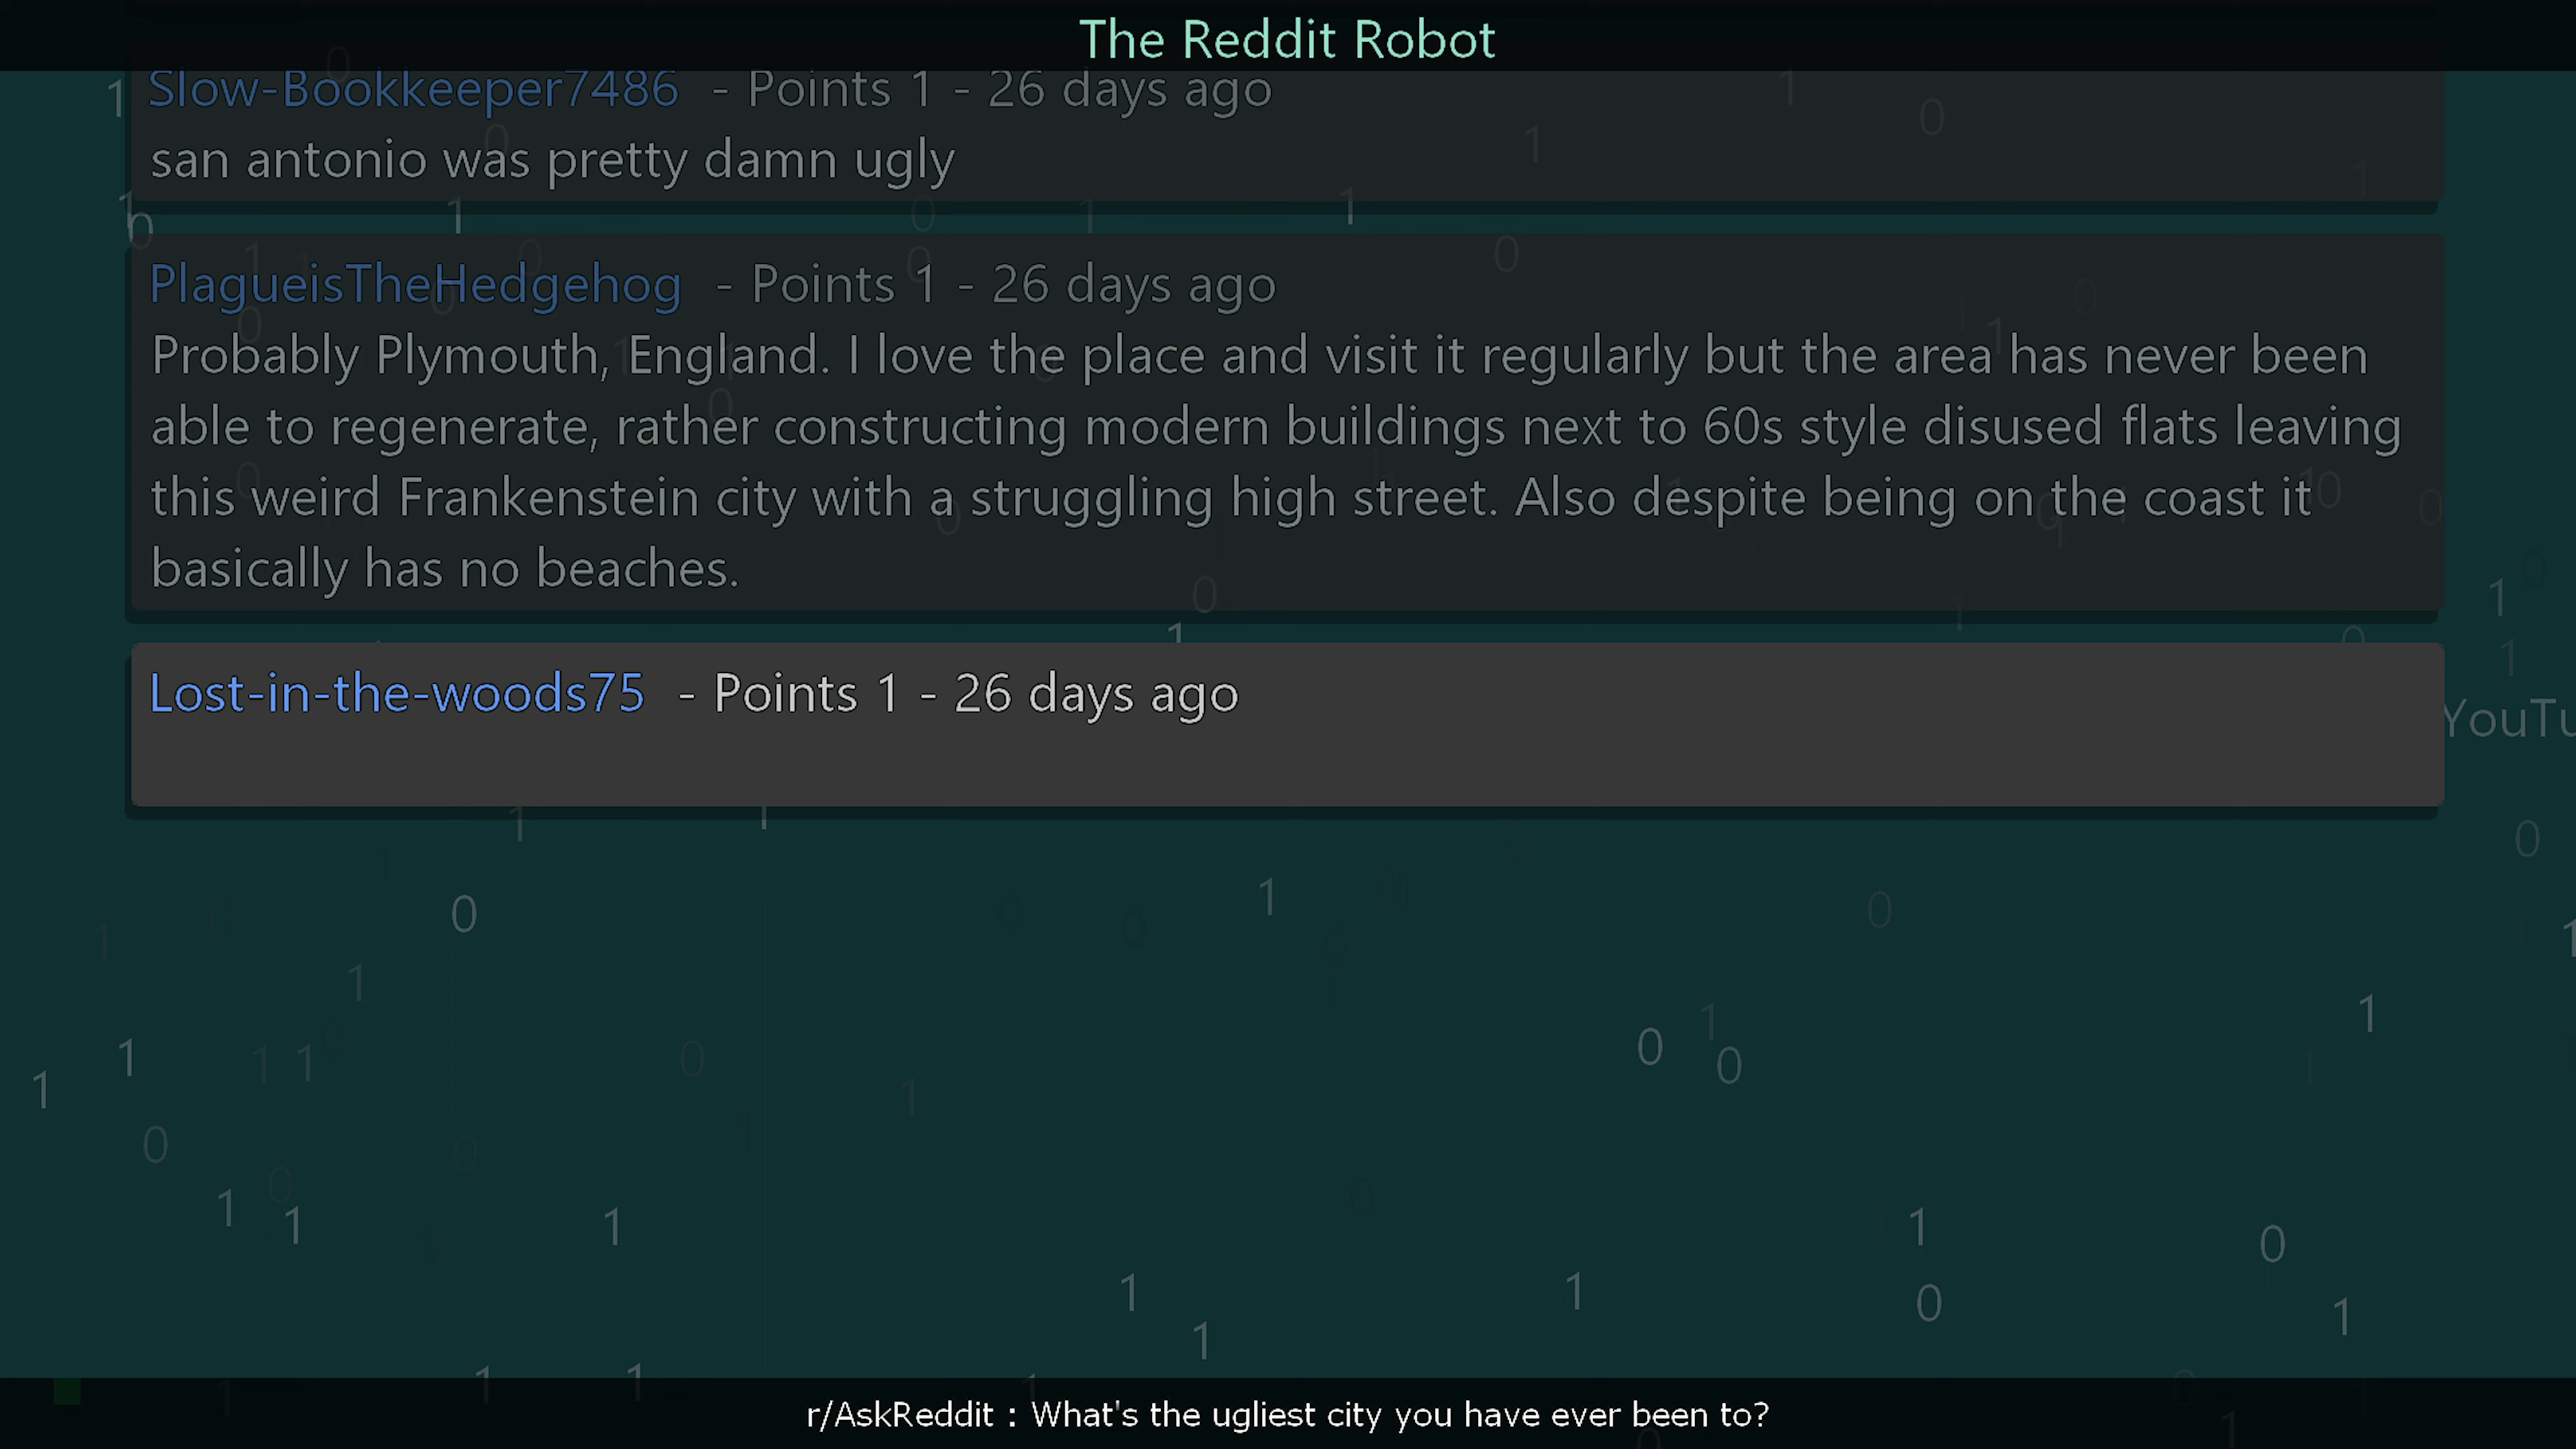 The Reddit Robot
Slow-Bookkeeper7486 - Points 1 - 26 days ago
san antonio was pretty damn ugly
PlagueisTheHedgehog - Points 1 - 26 days ago
Probably Plymouth, England. I love the place and visit it regularly but the area has never been
able to regenerate, rather constructing modern buildings next to 60s style disused flats leaving
this weird Frankenstein city with a struggling high street. Also despite being on the coast it
basically has no beaches.
Lost-in-the-woods75 - Points 1 - 26 days ago
YouTu
r/AskReddit : What's the ugliest city you have ever been to?